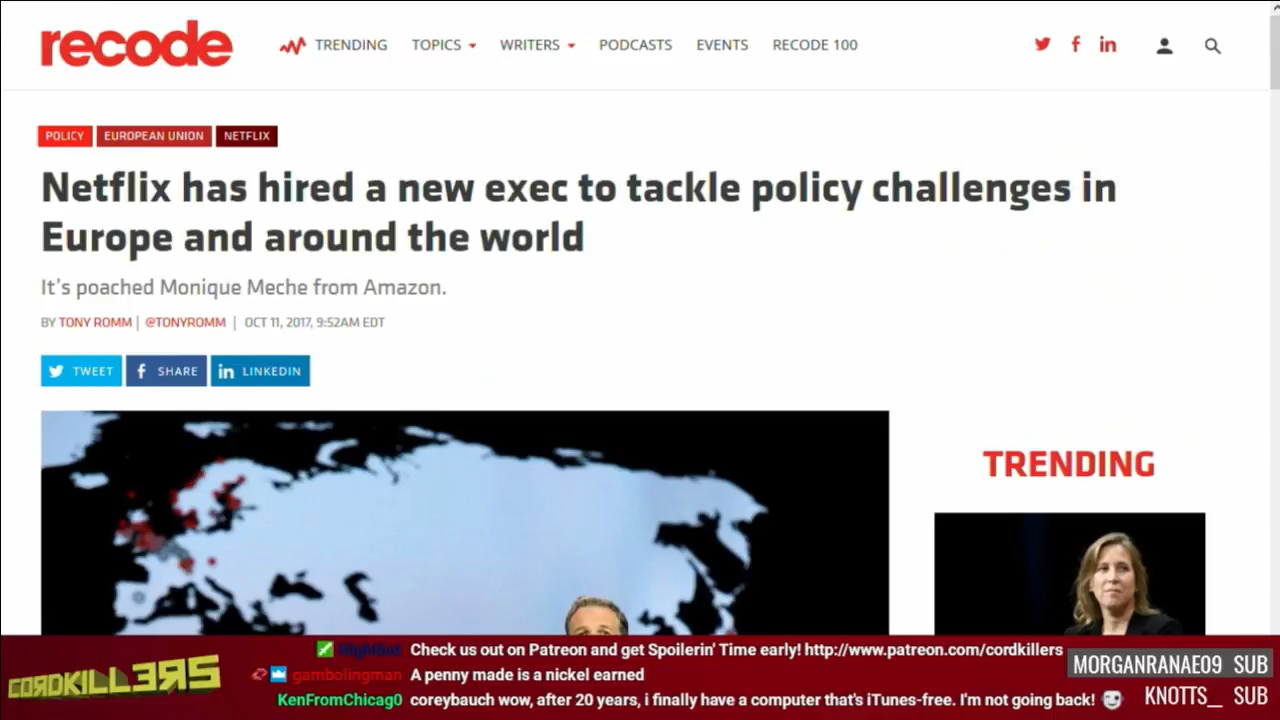 recode
TRENDING TOPICS WRITERS PODCASTS EVENTS RECODE 100
POLICY EUROPEAN UNION NETFLIX
Netflix has hired a new exec to tackle policy challenges in
Europe and around the world
It's poached Monique Meche from Amazon.
BY TONY ROMM | @TONYROMM | OCT 11, 2017, 9:52AM EDT
TWEET SHARE LINKEDIN
TRENDING
CORDKILL3RS
Nightbot Check us out on Patreon and get Spoilerin' Time early! http://www.patreon.com/cordkillers
gambolingman A penny made is a nickel earned
KenFromChicag0 coreybauch wow, after 20 years, i finally have a computer that's iTunes-free. I'm not going back!
MORGANRANAE09 SUB
KNOTTS_ SUB